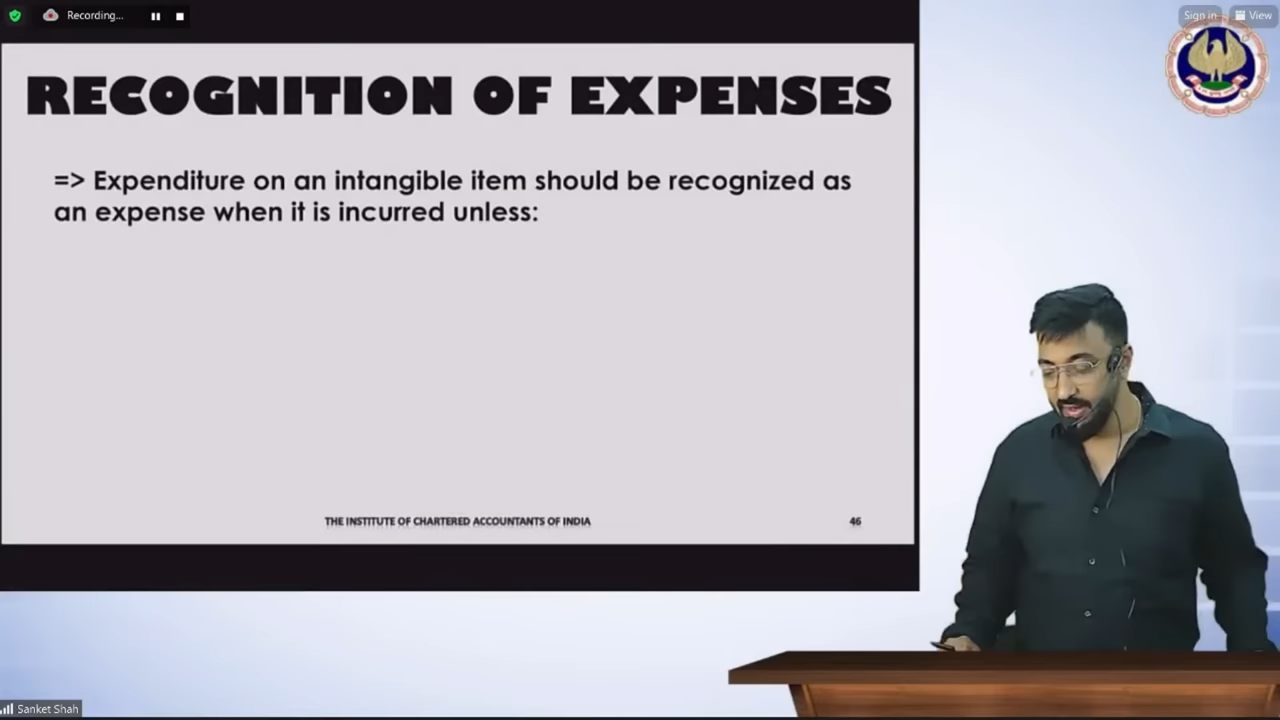 Recording...
Sign in
View
RECOGNITION OF EXPENSES
=> Expenditure on an intangible item should be recognized as
an expense when it is incurred unless:
THE INSTITUTE OF CHARTERED ACCOUNTANTS OF INDIA
46
Sanket Shah